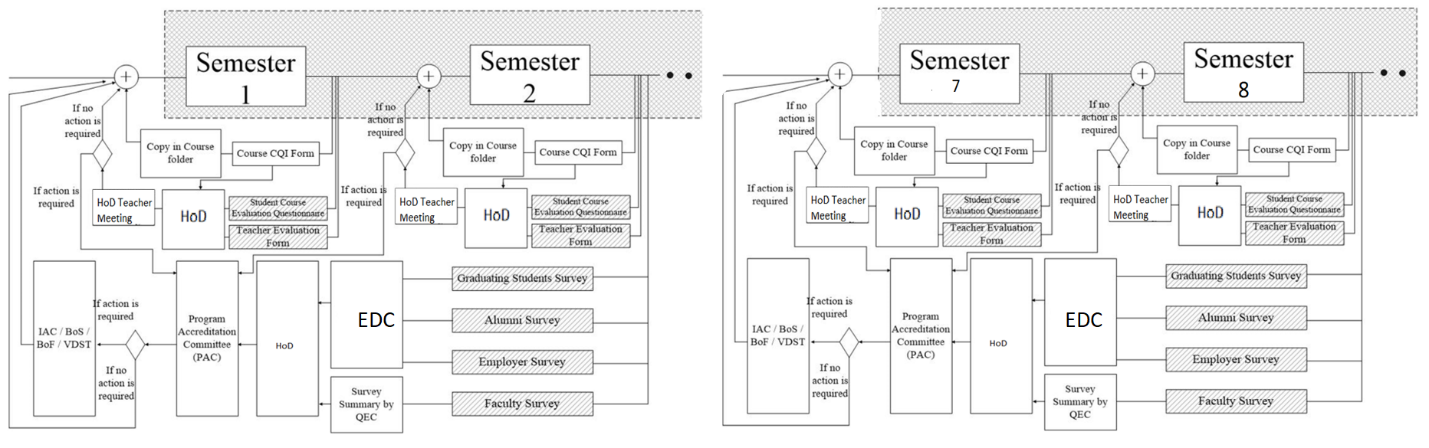 Semester
1
Semester
2
If no
action is
required
Copy in Course
folder
Course CQI Form
If action is
required
HoD Teacher
Meeting
HoD
Student Course
Evaluation Questionnaire
Teacher Evaluation
Form
If no
action is
required
Copy in Course
folder
Course CQI Form
If action is
required
HoD Teacher
Meeting
HoD
Student Course
Evaluation Questionnaire
Teacher Evaluation
Form
IAC / BoS /
BoF / VDST
If action is
required
If no
action is
required
Program
Accreditation
Committee
(PAC)
HoD
EDC
Survey
Summary by
QEC
Graduating Students Survey
Alumni Survey
Employer Survey
Faculty Survey
Semester
7
Semester
8
If no
action is
required
Copy in Course
folder
Course CQI Form
If action is
required
HoD Teacher
Meeting
HoD
Student Course
Evaluation Questionnaire
Teacher Evaluation
Form
If no
action is
required
Copy in Course
folder
Course CQI Form
If action is
required
HoD Teacher
Meeting
HoD
Student Course
Evaluation Questionnaire
Teacher Evaluation
Form
IAC / BoS /
BoF / VDST
If action is
required
If no
action is
required
Program
Accreditation
Committee
(PAC)
HoD
EDC
Survey
Summary by
QEC
Graduating Students Survey
Alumni Survey
Employer Survey
Faculty Survey